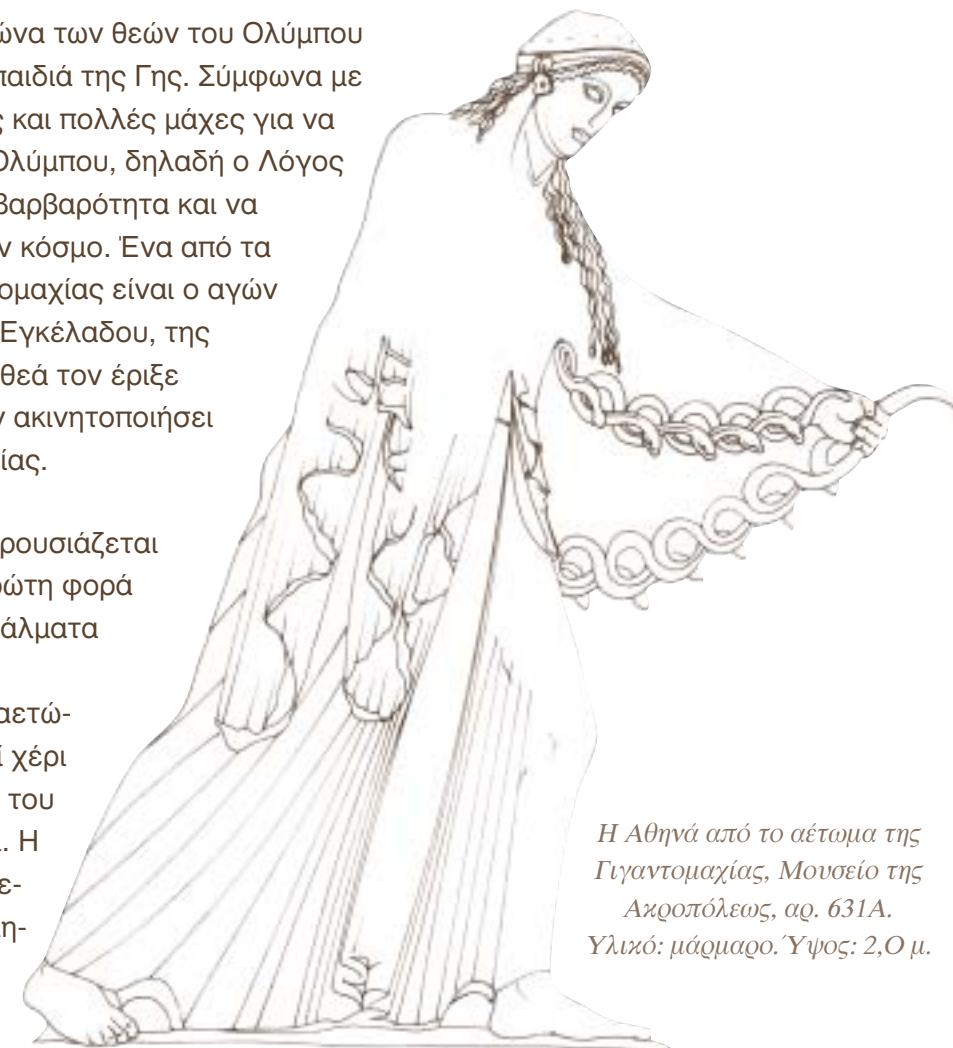 ώνα των θεών του Ολύμπου
παιδιά της Γης. Σύμφωνα με
ς και πολλές μάχες για να
Ολύμπου, δηλαδή ο Λόγος
βαρβαρότητα και να
ν κόσμο. Ένα από τα
τομαχίας είναι ο αγών
Εγκέλαδου, της
θεά τον έριξε
ν ακινητοποιήσει
ίας.
ρουσιάζεται
ρώτη φορά
άλματα
αετώ-
ί χέρι
του
. Η
ε-
η-
Η Αθηνά από το αέτωμα της
Γιγαντομαχίας, Μουσείο της
Ακροπόλεως, αρ. 631Α.
Υλικό: μάρμαρο. Ύψος: 2,Ο μ.